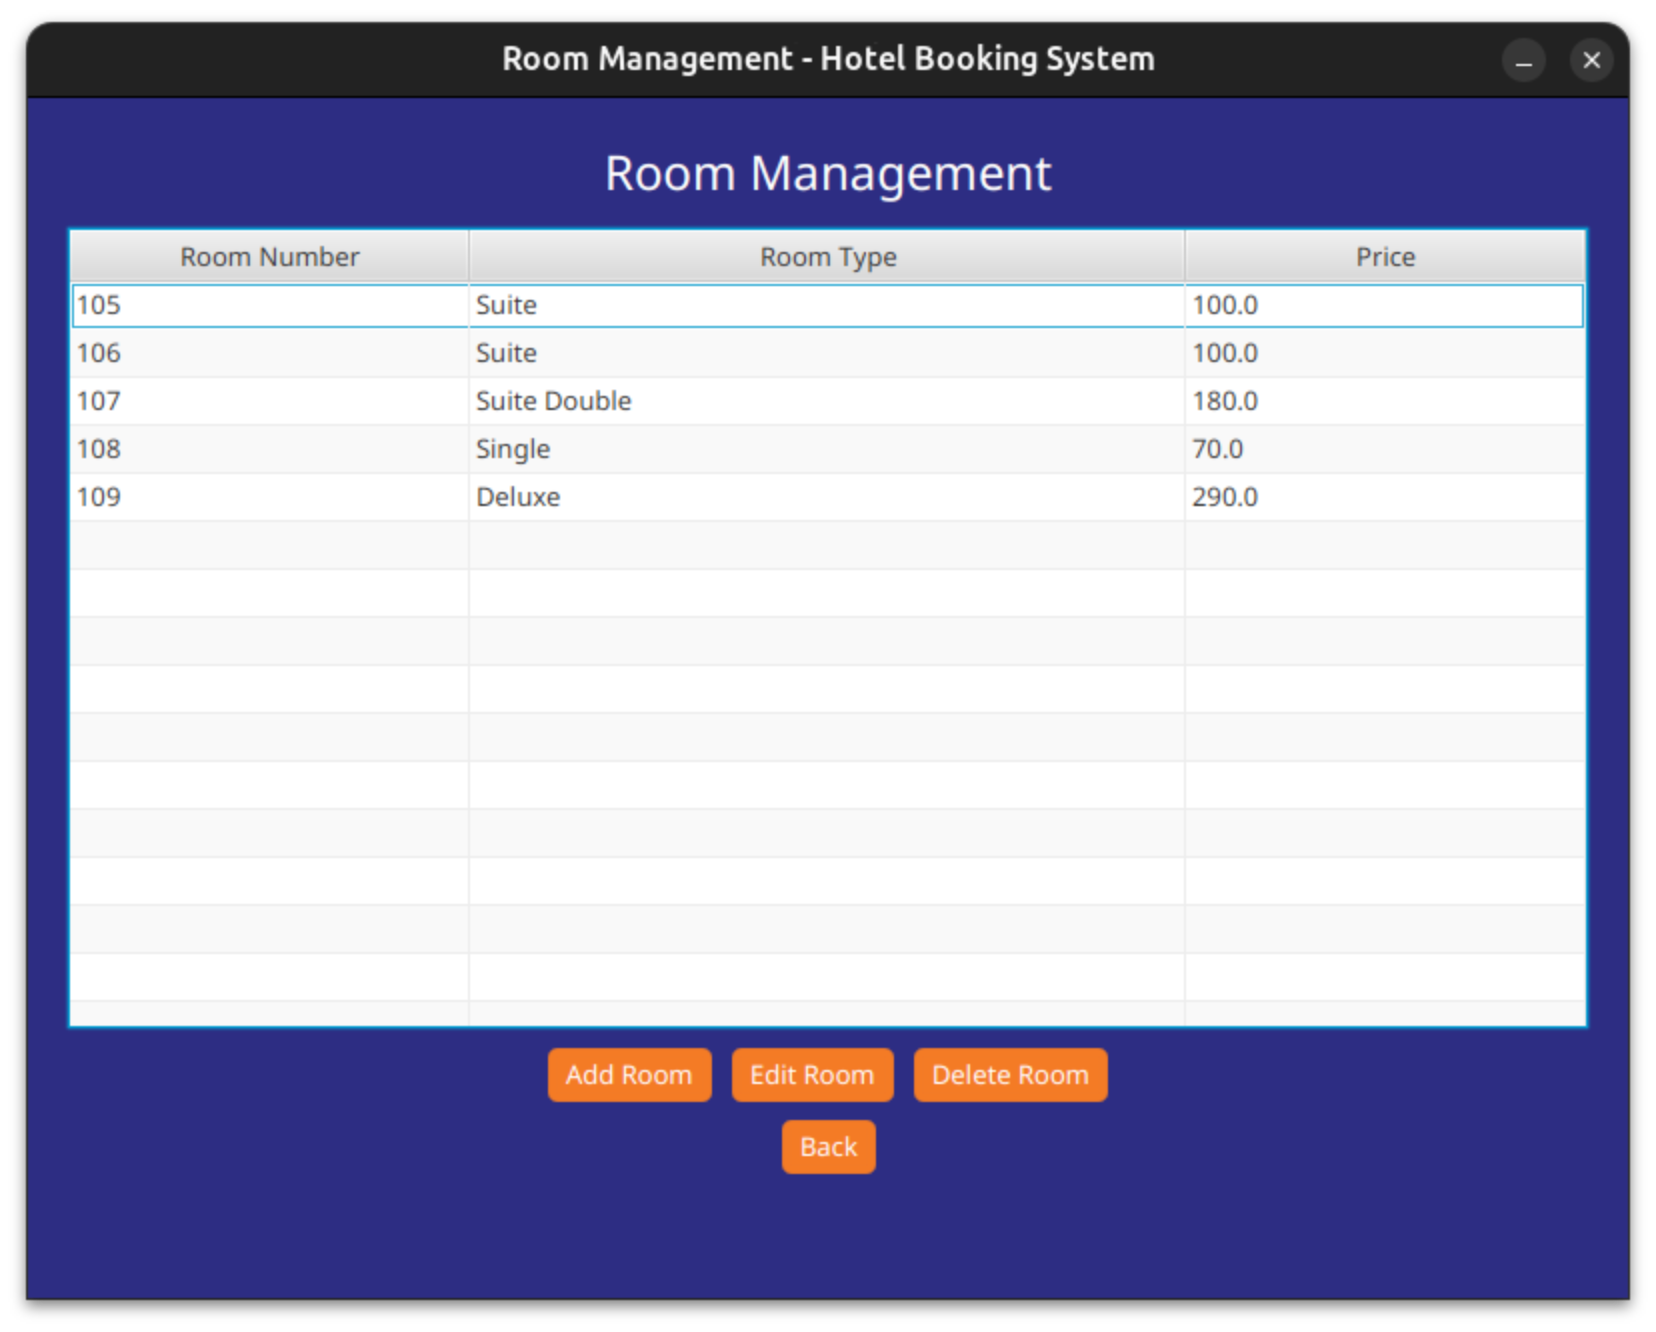 Room Management - Hotel Booking System
Room Management
Room Number Room Type Price
105 Suite 100.0
106 Suite 100.0
107 Suite Double 180.0
108 Single 70.0
109 Deluxe 290.0
Add Room Edit Room Delete Room
Back